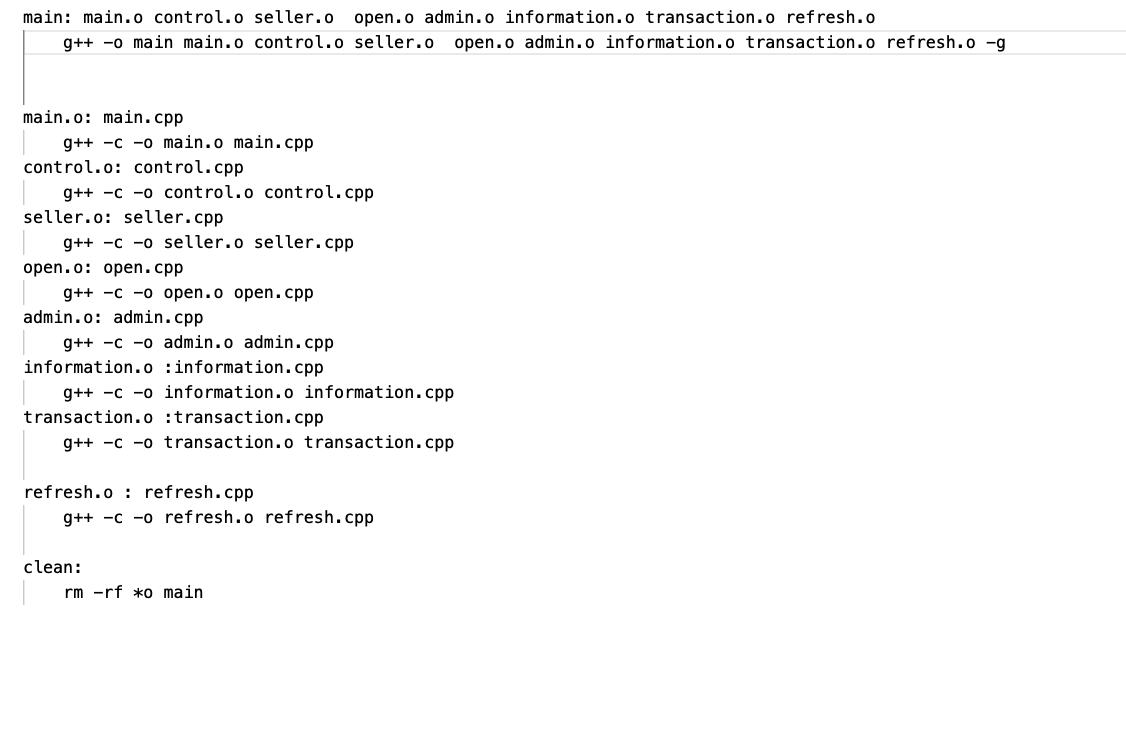 main: main.o control.o seller.o  open.o admin.o information.o transaction.o refresh.o
    g++ -o main main.o control.o seller.o  open.o admin.o information.o transaction.o refresh.o -g
main.o: main.cpp
    g++ -c -o main.o main.cpp
control.o: control.cpp
    g++ -c -o control.o control.cpp
seller.o: seller.cpp
    g++ -c -o seller.o seller.cpp
open.o: open.cpp
    g++ -c -o open.o open.cpp
admin.o: admin.cpp
    g++ -c -o admin.o admin.cpp
information.o :information.cpp
    g++ -c -o information.o information.cpp
transaction.o :transaction.cpp
    g++ -c -o transaction.o transaction.cpp
refresh.o : refresh.cpp
    g++ -c -o refresh.o refresh.cpp
clean:
    rm -rf *o main